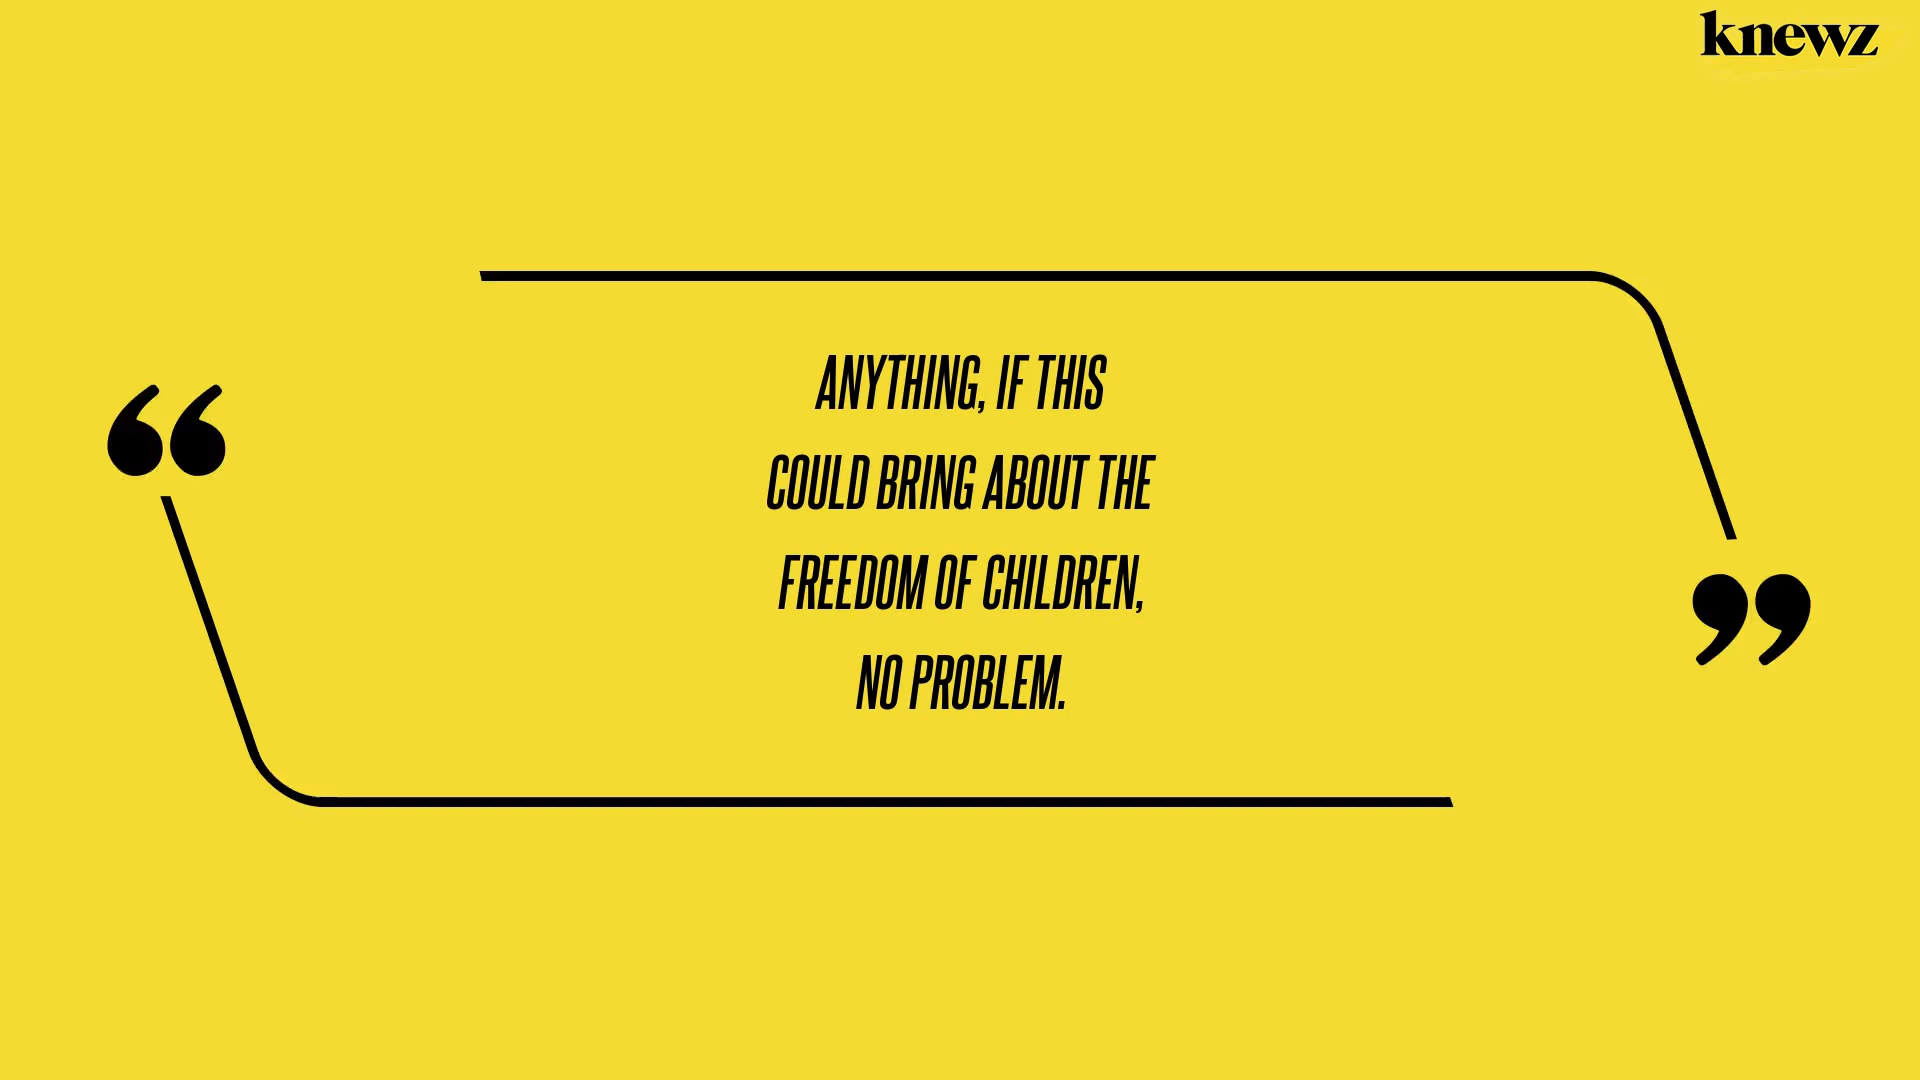 knewz
“
ANYTHING, IF THIS
COULD BRING ABOUT THE
FREEDOM OF CHILDREN,
NO PROBLEM.
”